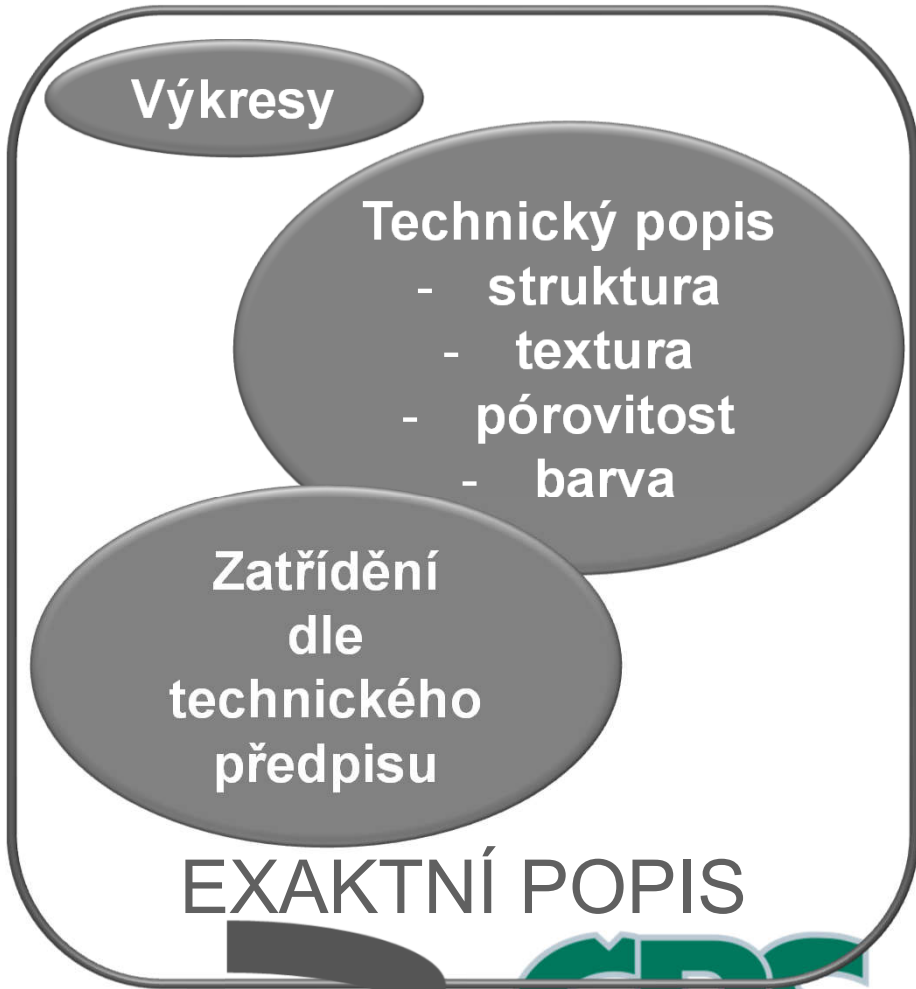 Výkresy
Technický popis
- struktura
- textura
- pórovitost
- barva
Zatřídění
dle
technického
předpisu
EXAKTNÍ POPIS